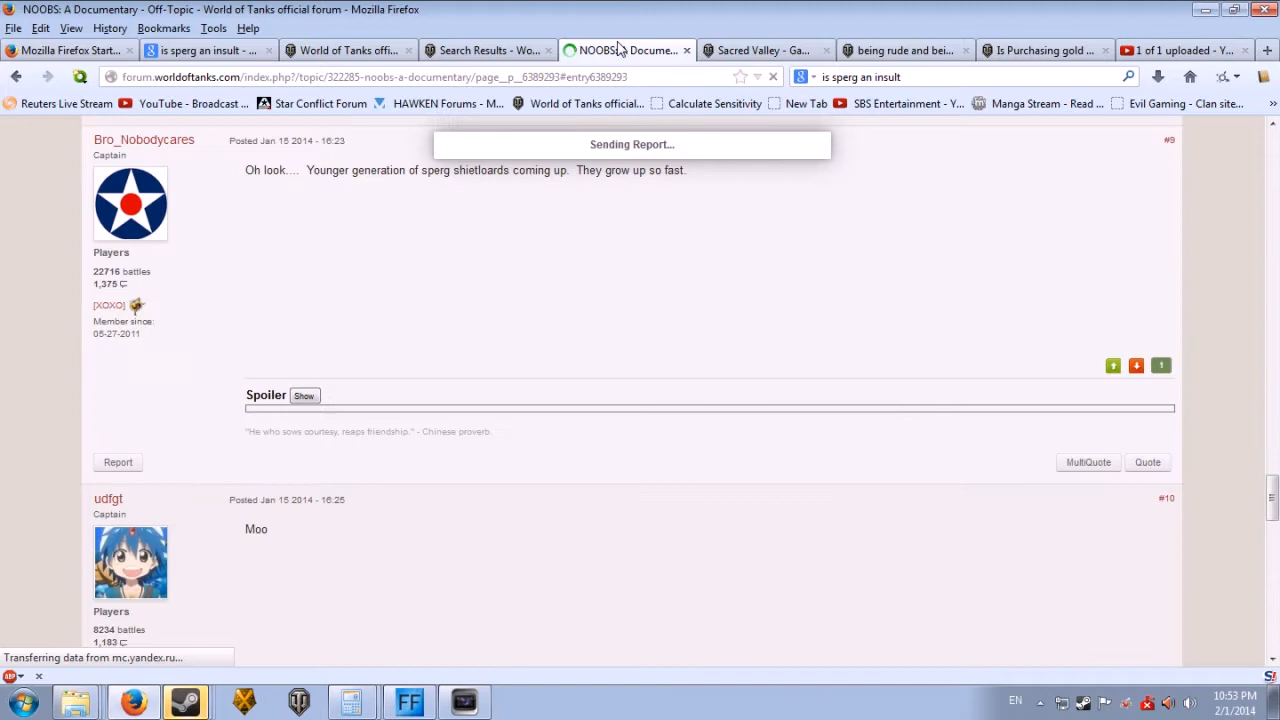 NOOBS: A Documentary - Off-Topic - World of Tanks official forum - Mozilla Firefox
File Edit View History Bookmarks Tools Help
Mozilla Firefox Start... × is sperg an insult - ... × World of Tanks offi... × Search Results - Wo... × NOOBS: Docume... × Sacred Valley - Ga... × being rude and bei... × Is Purchasing gold ... × 1 of 1 uploaded - Y... × +
forum.worldoftanks.com/index.php?/topic/322285-noobs-a-documentary/page__p__6389293#entry6389293 is sperg an insult
Reuters Live Stream YouTube - Broadcast ... Star Conflict Forum HAWKEN Forums - M... World of Tanks official... Calculate Sensitivity New Tab SBS Entertainment - Y... Manga Stream - Read ... Evil Gaming - Clan site... »
Sending Report...
Bro_Nobodycares Posted Jan 15 2014 - 16:23 #9
Captain
Oh look.... Younger generation of sperg shietloards coming up. They grow up so fast.
Players
22716 battles
1,375
[XOXO]
Member since:
05-27-2011
1
Spoiler Show
"He who sows courtesy, reaps friendship." - Chinese proverb.
Report MultiQuote Quote
udfgt Posted Jan 15 2014 - 16:25 #10
Captain
Moo
Players
8234 battles
1,183
Transferring data from mc.yandex.ru...
ABP × S!
FF EN 10:53 PM
2/1/2014